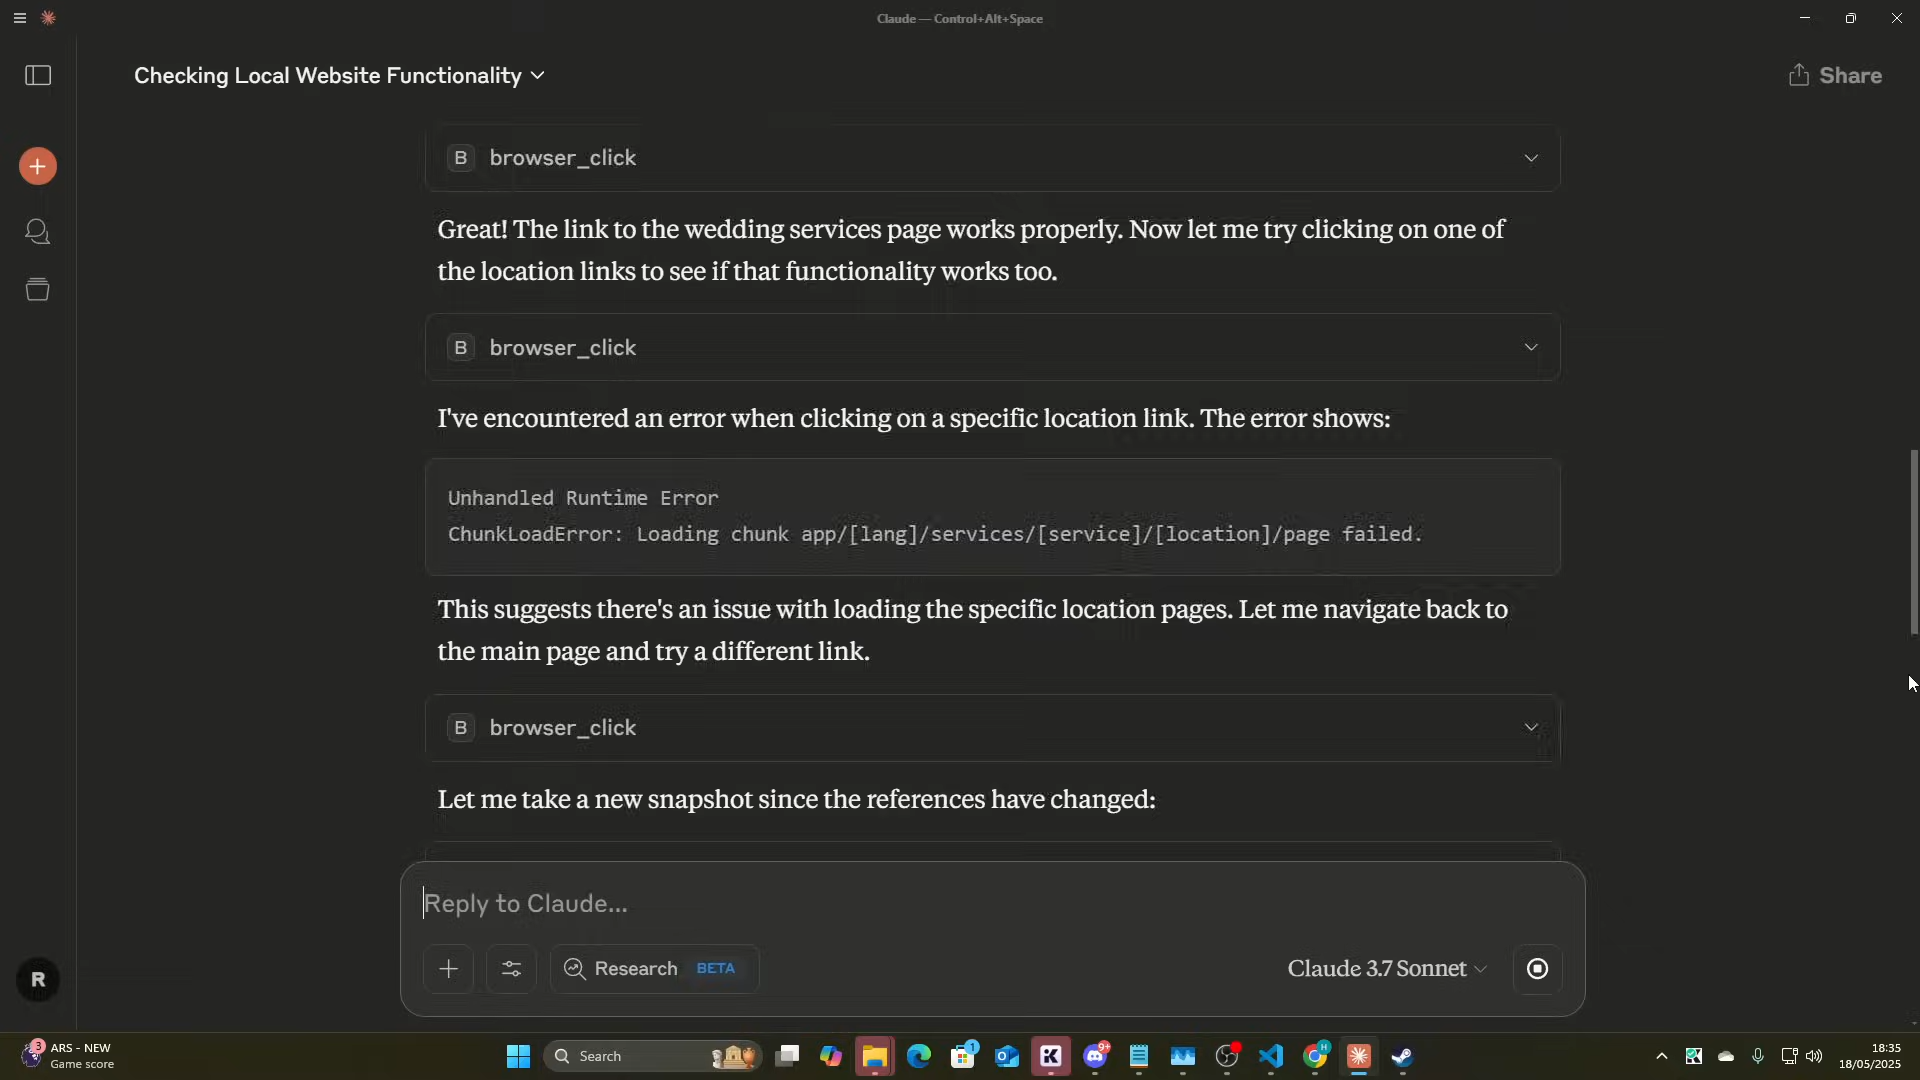 Claude — Control+Alt+Space
Checking Local Website Functionality
Share
B browser_click
Great! The link to the wedding services page works properly. Now let me try clicking on one of
the location links to see if that functionality works too.
B browser_click
I've encountered an error when clicking on a specific location link. The error shows:
Unhandled Runtime Error
ChunkLoadError: Loading chunk app/[lang]/services/[service]/[location]/page failed.
This suggests there's an issue with loading the specific location pages. Let me navigate back to
the main page and try a different link.
B browser_click
Let me take a new snapshot since the references have changed:
Reply to Claude...
Research BETA
Claude 3.7 Sonnet
R
3
ARS - NEW
Game score
Search
1
K
9+
H
18:35
18/05/2025